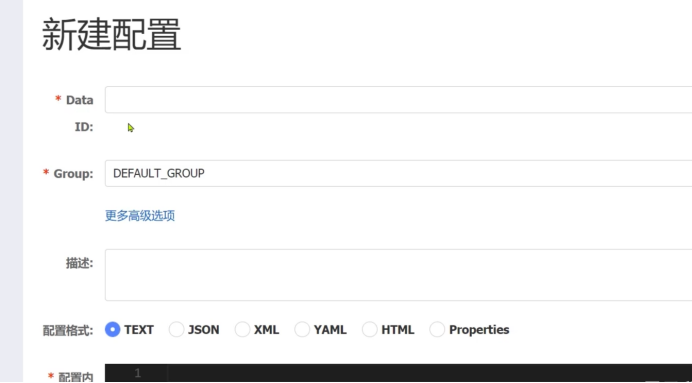 新建配置
* Data ID:
* Group: DEFAULT_GROUP
更多高级选项
描述:
配置格式: TEXT JSON XML YAML HTML Properties
* 配置内 1